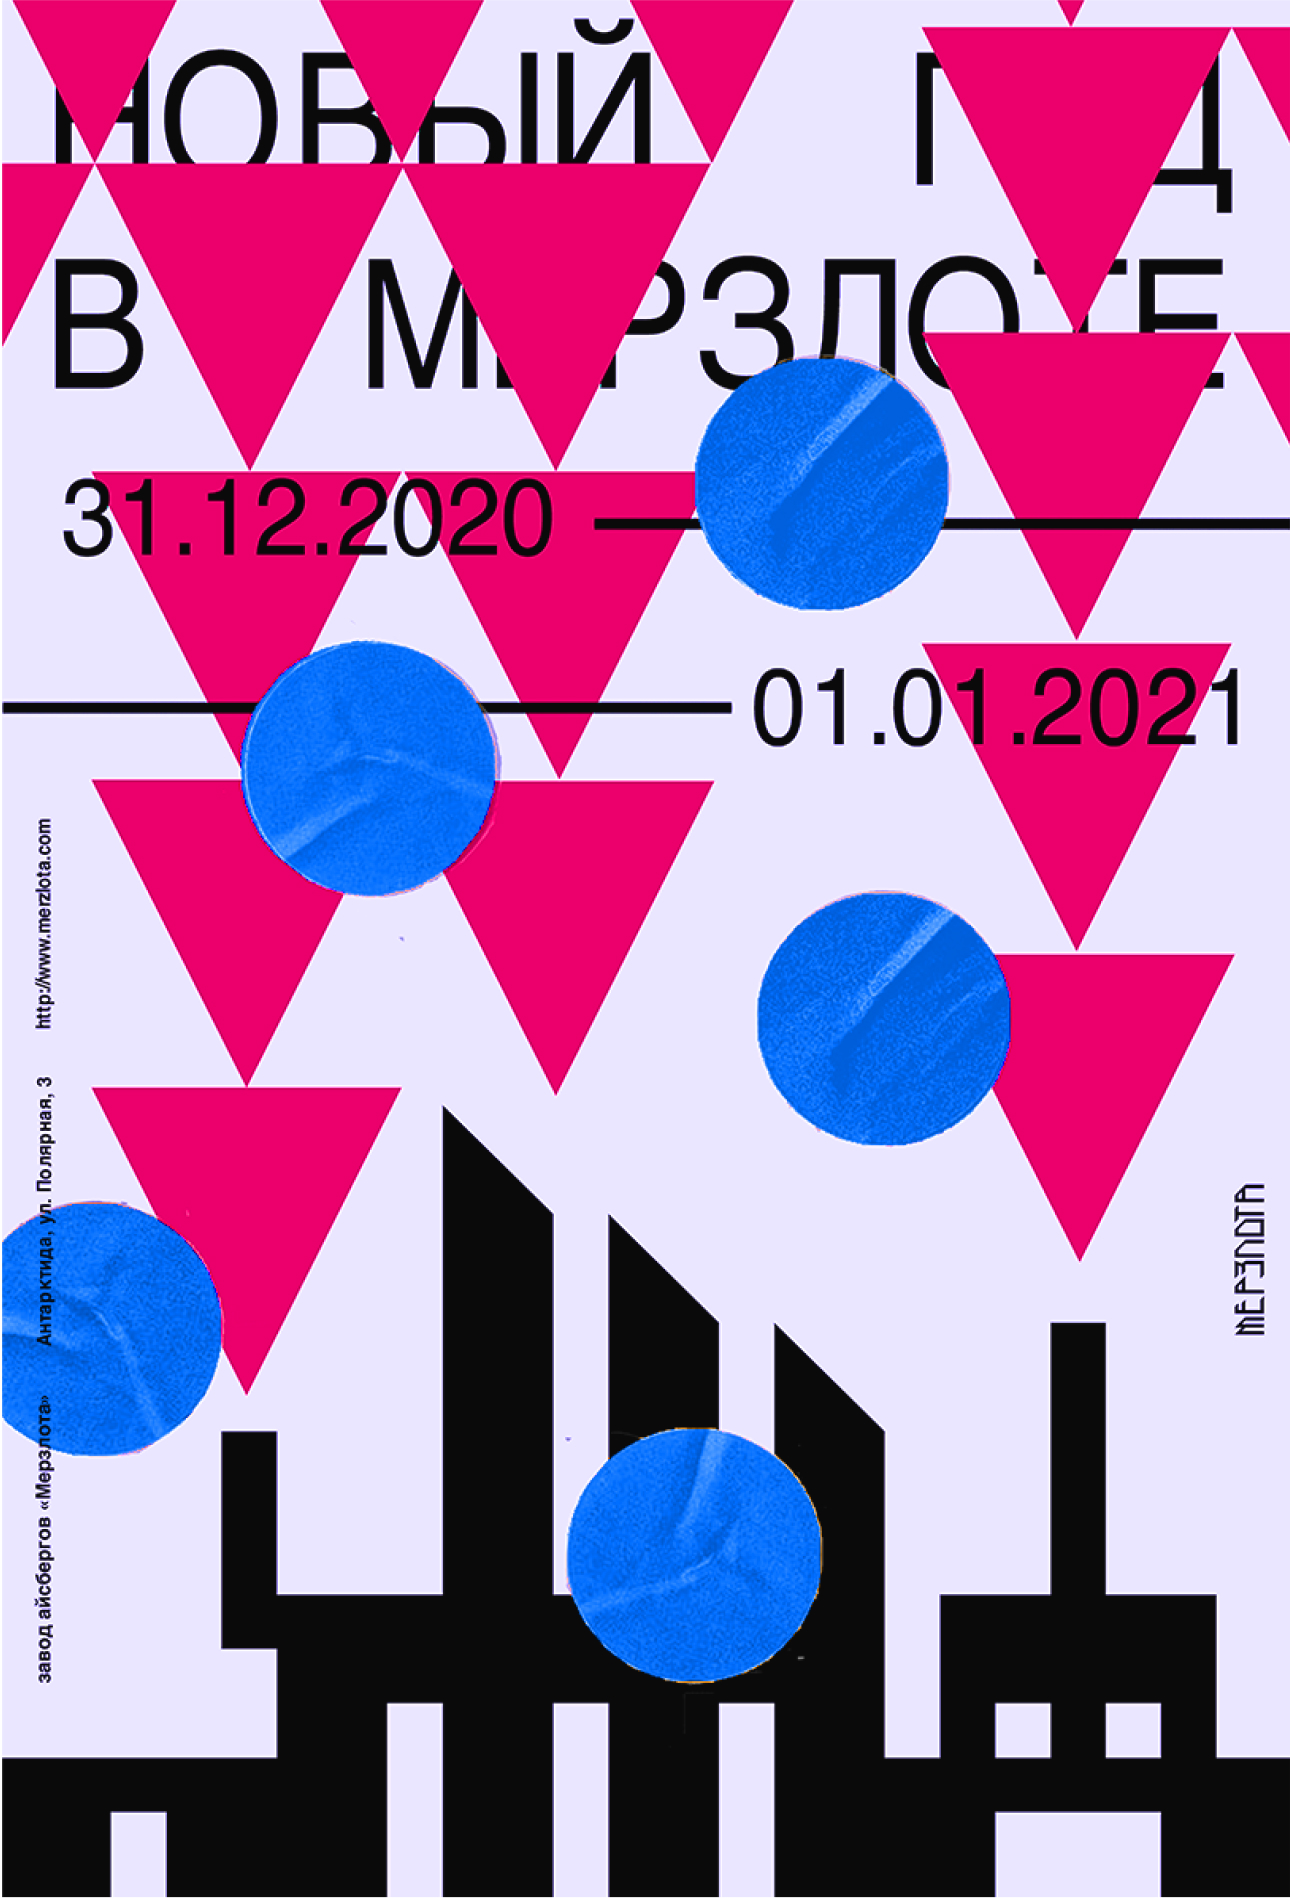 НОВЫЙ ГОД
В МЕРЗЛОТЕ
31.12.2020
01.01.2021
http://www.merzlota.com
Антарктида, ул. Полярная, 3
завод айсбергов «Мерзлота»
МЕРЗЛОТА